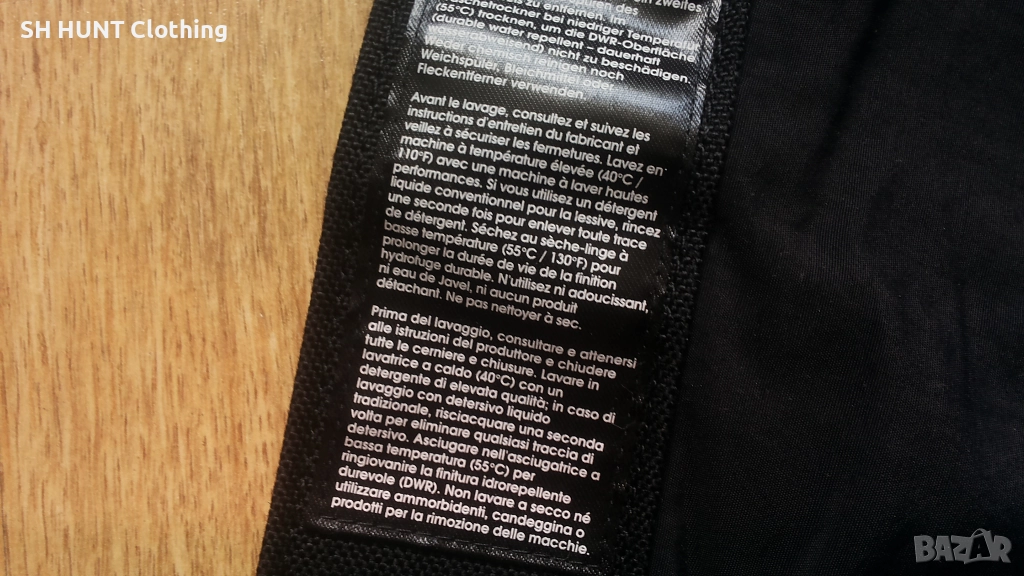 SH HUNT Clothing
zweites
des
zu entfernen. Im
schetrockner bei niedriger Temperatur
(55°C) trocknen, um die DWR-Oberfläche
(durable water repellent – dauerhaft
nicht zu beschädigen.
chemisch reinigen noch
Weichspüler, Bleichmittel oder
Fleckentferner verwenden.
Avant le lavage, consultez et suivez les
instructions d'entretien du fabricant et
veillez à sécuriser les fermetures. Lavez en
machine à température élevée (40°C /
110°F) avec une machine à laver hautes
performances. Si vous utilisez un détergent
liquide conventionnel pour la lessive, rincez
une seconde fois pour enlever toute trace
de détergent. Séchez au sèche-linge à
basse température (55°C / 130°F) pour
prolonger la durée de vie de la finition
hydrofuge durable. N'utilisez ni adoucissant,
ni eau de Javel, ni aucun produit
détachant. Ne pas nettoyer à sec.
Prima del lavaggio, consultare e attenersi
alle istruzioni del produttore e chiudere
tutte le cerniere e chiusure. Lavare in
lavatrice a caldo (40°C) con un
detergente di elevata qualità; in caso di
lavaggio con detersivo liquido
tradizionale, risciacquare una seconda
volta per eliminare qualsiasi traccia di
detersivo. Asciugare nell'asciugatrice a
bassa temperatura (55°C) per
ringiovanire la finitura idrorepellente
durevole (DWR). Non lavare a secco né
utilizzare ammorbidenti, candeggina o
prodotti per la rimozione delle macchie.
BAZAR